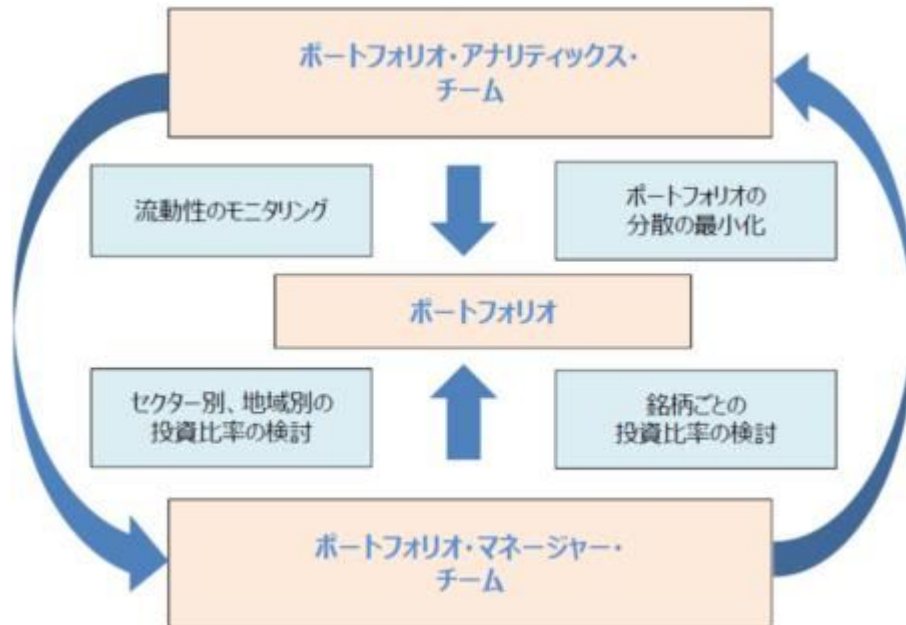 ポートフォリオ・アナリティックス・
チーム
流動性のモニタリング
ポートフォリオの
分散の最小化
ポートフォリオ
セクター別、地域別の
投資比率の検討
銘柄ごとの
投資比率の検討
ポートフォリオ・マネージャー・
チーム